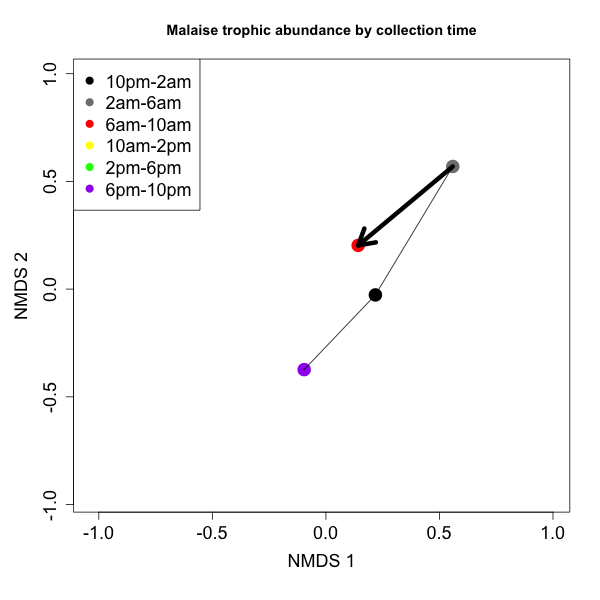 Malaise trophic abundance by collection time
10pm-2am
2am-6am
6am-10am
10am-2pm
2pm-6pm
6pm-10pm
1.0
0.5
0.0
-0.5
-1.0
NMDS 2
-1.0 -0.5 0.0 0.5 1.0
NMDS 1